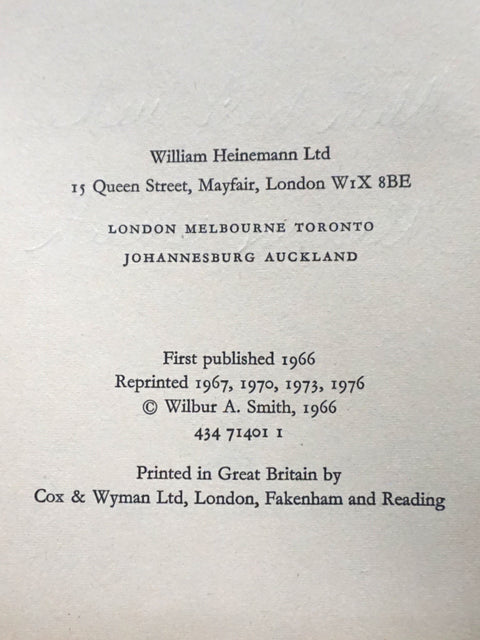 William Heinemann Ltd
15 Queen Street, Mayfair, London W1X 8BE
LONDON MELBOURNE TORONTO
JOHANNESBURG AUCKLAND
First published 1966
Reprinted 1967, 1970, 1973, 1976
© Wilbur A. Smith, 1966
434 71401 1
Printed in Great Britain by
Cox & Wyman Ltd, London, Fakenham and Reading